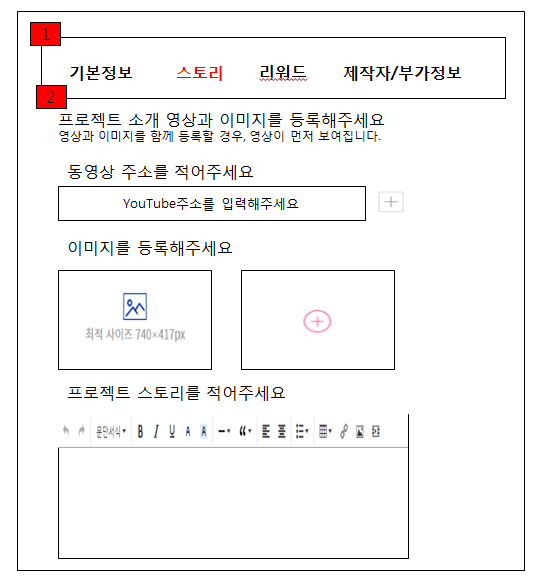 1
기본정보 스토리 리워드 제작자/부가정보
2
프로젝트 소개 영상과 이미지를 등록해주세요
영상과 이미지를 함께 등록할 경우, 영상이 먼저 보여집니다.
동영상 주소를 적어주세요
YouTube주소를 입력해주세요
이미지를 등록해주세요
최적 사이즈 740×417px
프로젝트 스토리를 적어주세요
문단서식 B I U A A